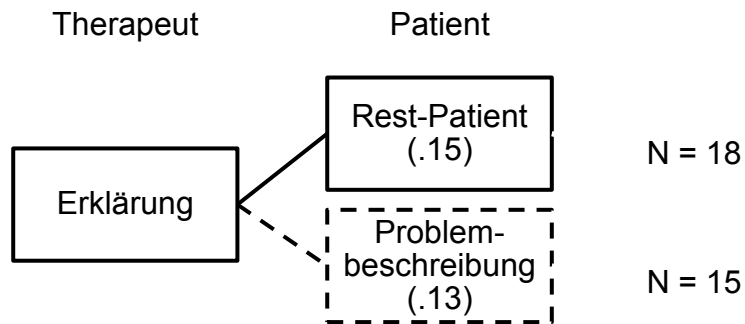 Therapeut
Patient
Rest-Patient
(.15)
N = 18
Erklärung
Problem-
beschreibung
(.13)
N = 15